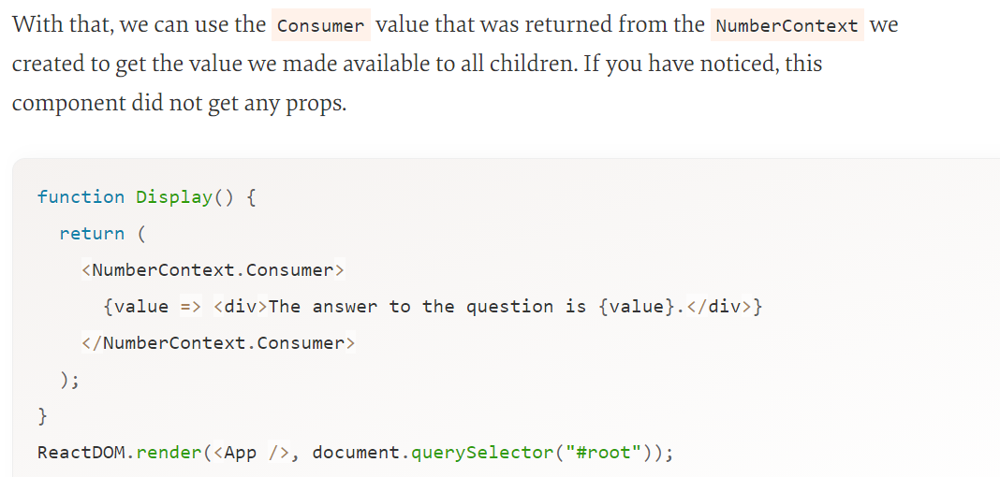 With that, we can use the Consumer value that was returned from the NumberContext we
created to get the value we made available to all children. If you have noticed, this
component did not get any props.
function Display() {
  return (
    <NumberContext.Consumer>
      {value => <div>The answer to the question is {value}.</div>}
    </NumberContext.Consumer>
  );
}
ReactDOM.render(<App />, document.querySelector("#root"));